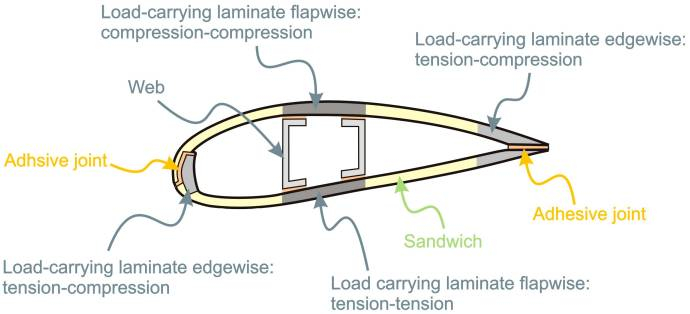 Load-carrying laminate flapwise:
compression-compression
Load-carrying laminate edgewise:
tension-compression
Web
Adhsive joint
Adhesive joint
Sandwich
Load-carrying laminate edgewise:
tension-compression
Load carrying laminate flapwise:
tension-tension